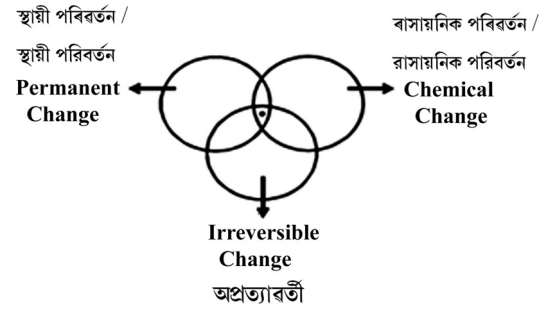 স্থায়ী পৰিৱৰ্তন /
স্থায়ী পরিবর্তন
Permanent
Change
ৰাসায়নিক পৰিৱৰ্তন /
রাসায়নিক পরিবর্তন
Chemical
Change
Irreversible
Change
অপ্ৰত্যাৱৰ্তী